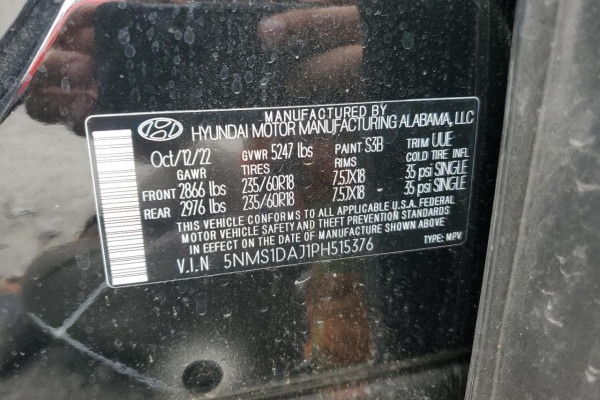 MANUFACTURED BY
HYUNDAI MOTOR MANUFACTURING ALABAMA, LLC
Oct/12/22 GVWR 5247 lbs PAINT S3B TRIM UUE
GAWR TIRES RIMS COLD TIRE INFL
FRONT 2866 lbs 235/60R18 7.5JX18 35 psi SINGLE
REAR 2976 lbs 235/60R18 7.5JX18 35 psi SINGLE
THIS VEHICLE CONFORMS TO ALL APPLICABLE U.S.A FEDERAL
MOTOR VEHICLE SAFETY AND THEFT PREVENTION STANDARDS
IN EFFECT ON THE DATE OF MANUFACTURE SHOWN ABOVE.
V.I.N 5NMS1DAJ1PH515376 TYPE: MPV